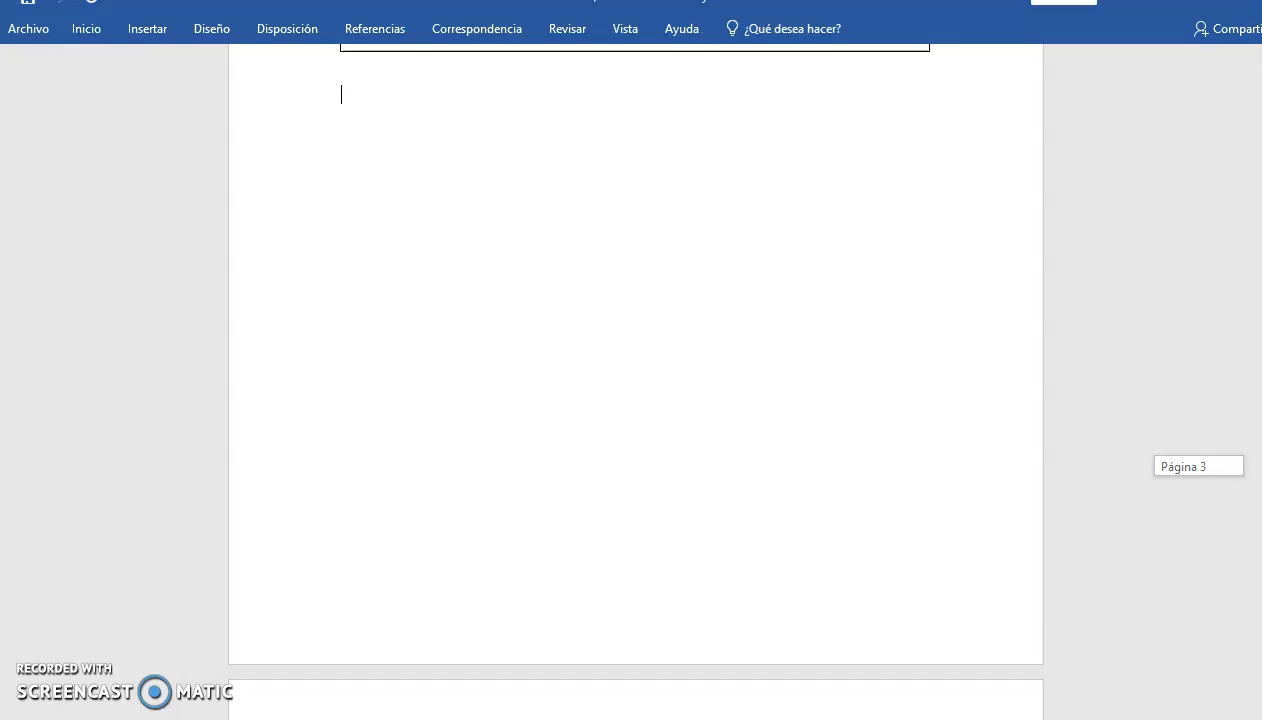 Archivo Inicio Insertar Diseño Disposición Referencias Correspondencia Revisar Vista Ayuda ¿Qué desea hacer? Comparti
Página 3
RECORDED WITH
SCREENCAST MATIC